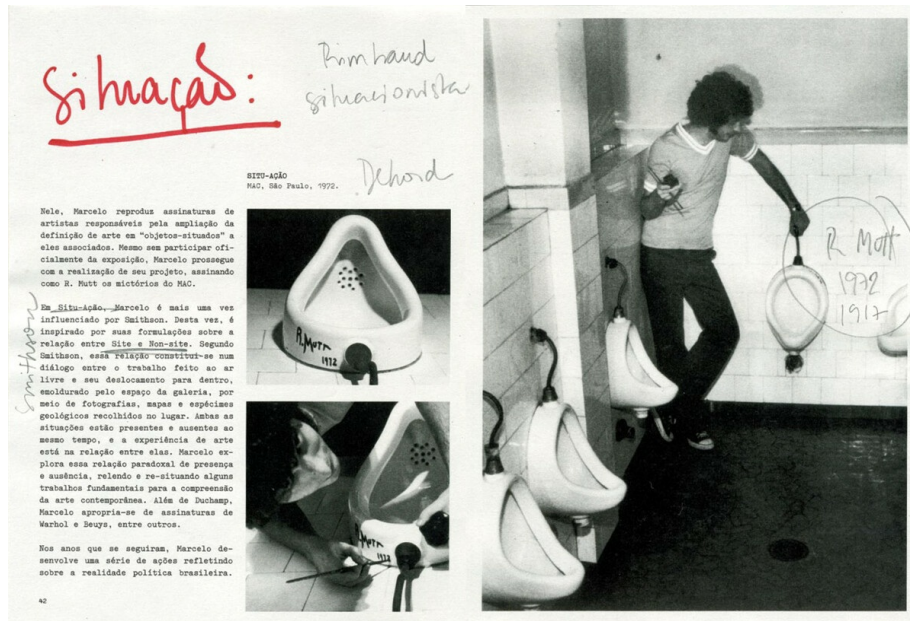 Situação:
Rimbaud
situacionista
Debord
SITU-AÇÃO
MAC, São Paulo, 1972.
Nele, Marcelo reproduz assinaturas de
artistas responsáveis pela ampliação da
definição de arte em "objetos-situados" a
eles associados. Mesmo sem participar ofi-
cialmente da exposição, Marcelo prossegue
com a realização de seu projeto, assinando
como R. Mutt os mictórios do MAC.
Em Situ-Ação, Marcelo é mais uma vez
influenciado por Smithson. Desta vez, é
inspirado por suas formulações sobre a
relação entre Site e Non-site. Segundo
Smithson, essa relação constitui-se num
diálogo entre o trabalho feito ao ar
livre e seu deslocamento para dentro,
emoldurado pelo espaço da galeria, por
meio de fotografias, mapas e espécimes
geológicos recolhidos no lugar. Ambas as
situações estão presentes e ausentes ao
mesmo tempo, e a experiência de arte
está na relação entre elas. Marcelo ex-
plora essa relação paradoxal de presença
e ausência, relendo e re-situando alguns
trabalhos fundamentais para a compreensão
da arte contemporânea. Além de Duchamp,
Marcelo apropria-se de assinaturas de
Warhol e Beuys, entre outros.
Nos anos que se seguiram, Marcelo de-
senvolve uma série de ações refletindo
sobre a realidade política brasileira.
42
Smithson
R. Mutt
1972
R. Mutt
1972
R Mutt
1972
1917